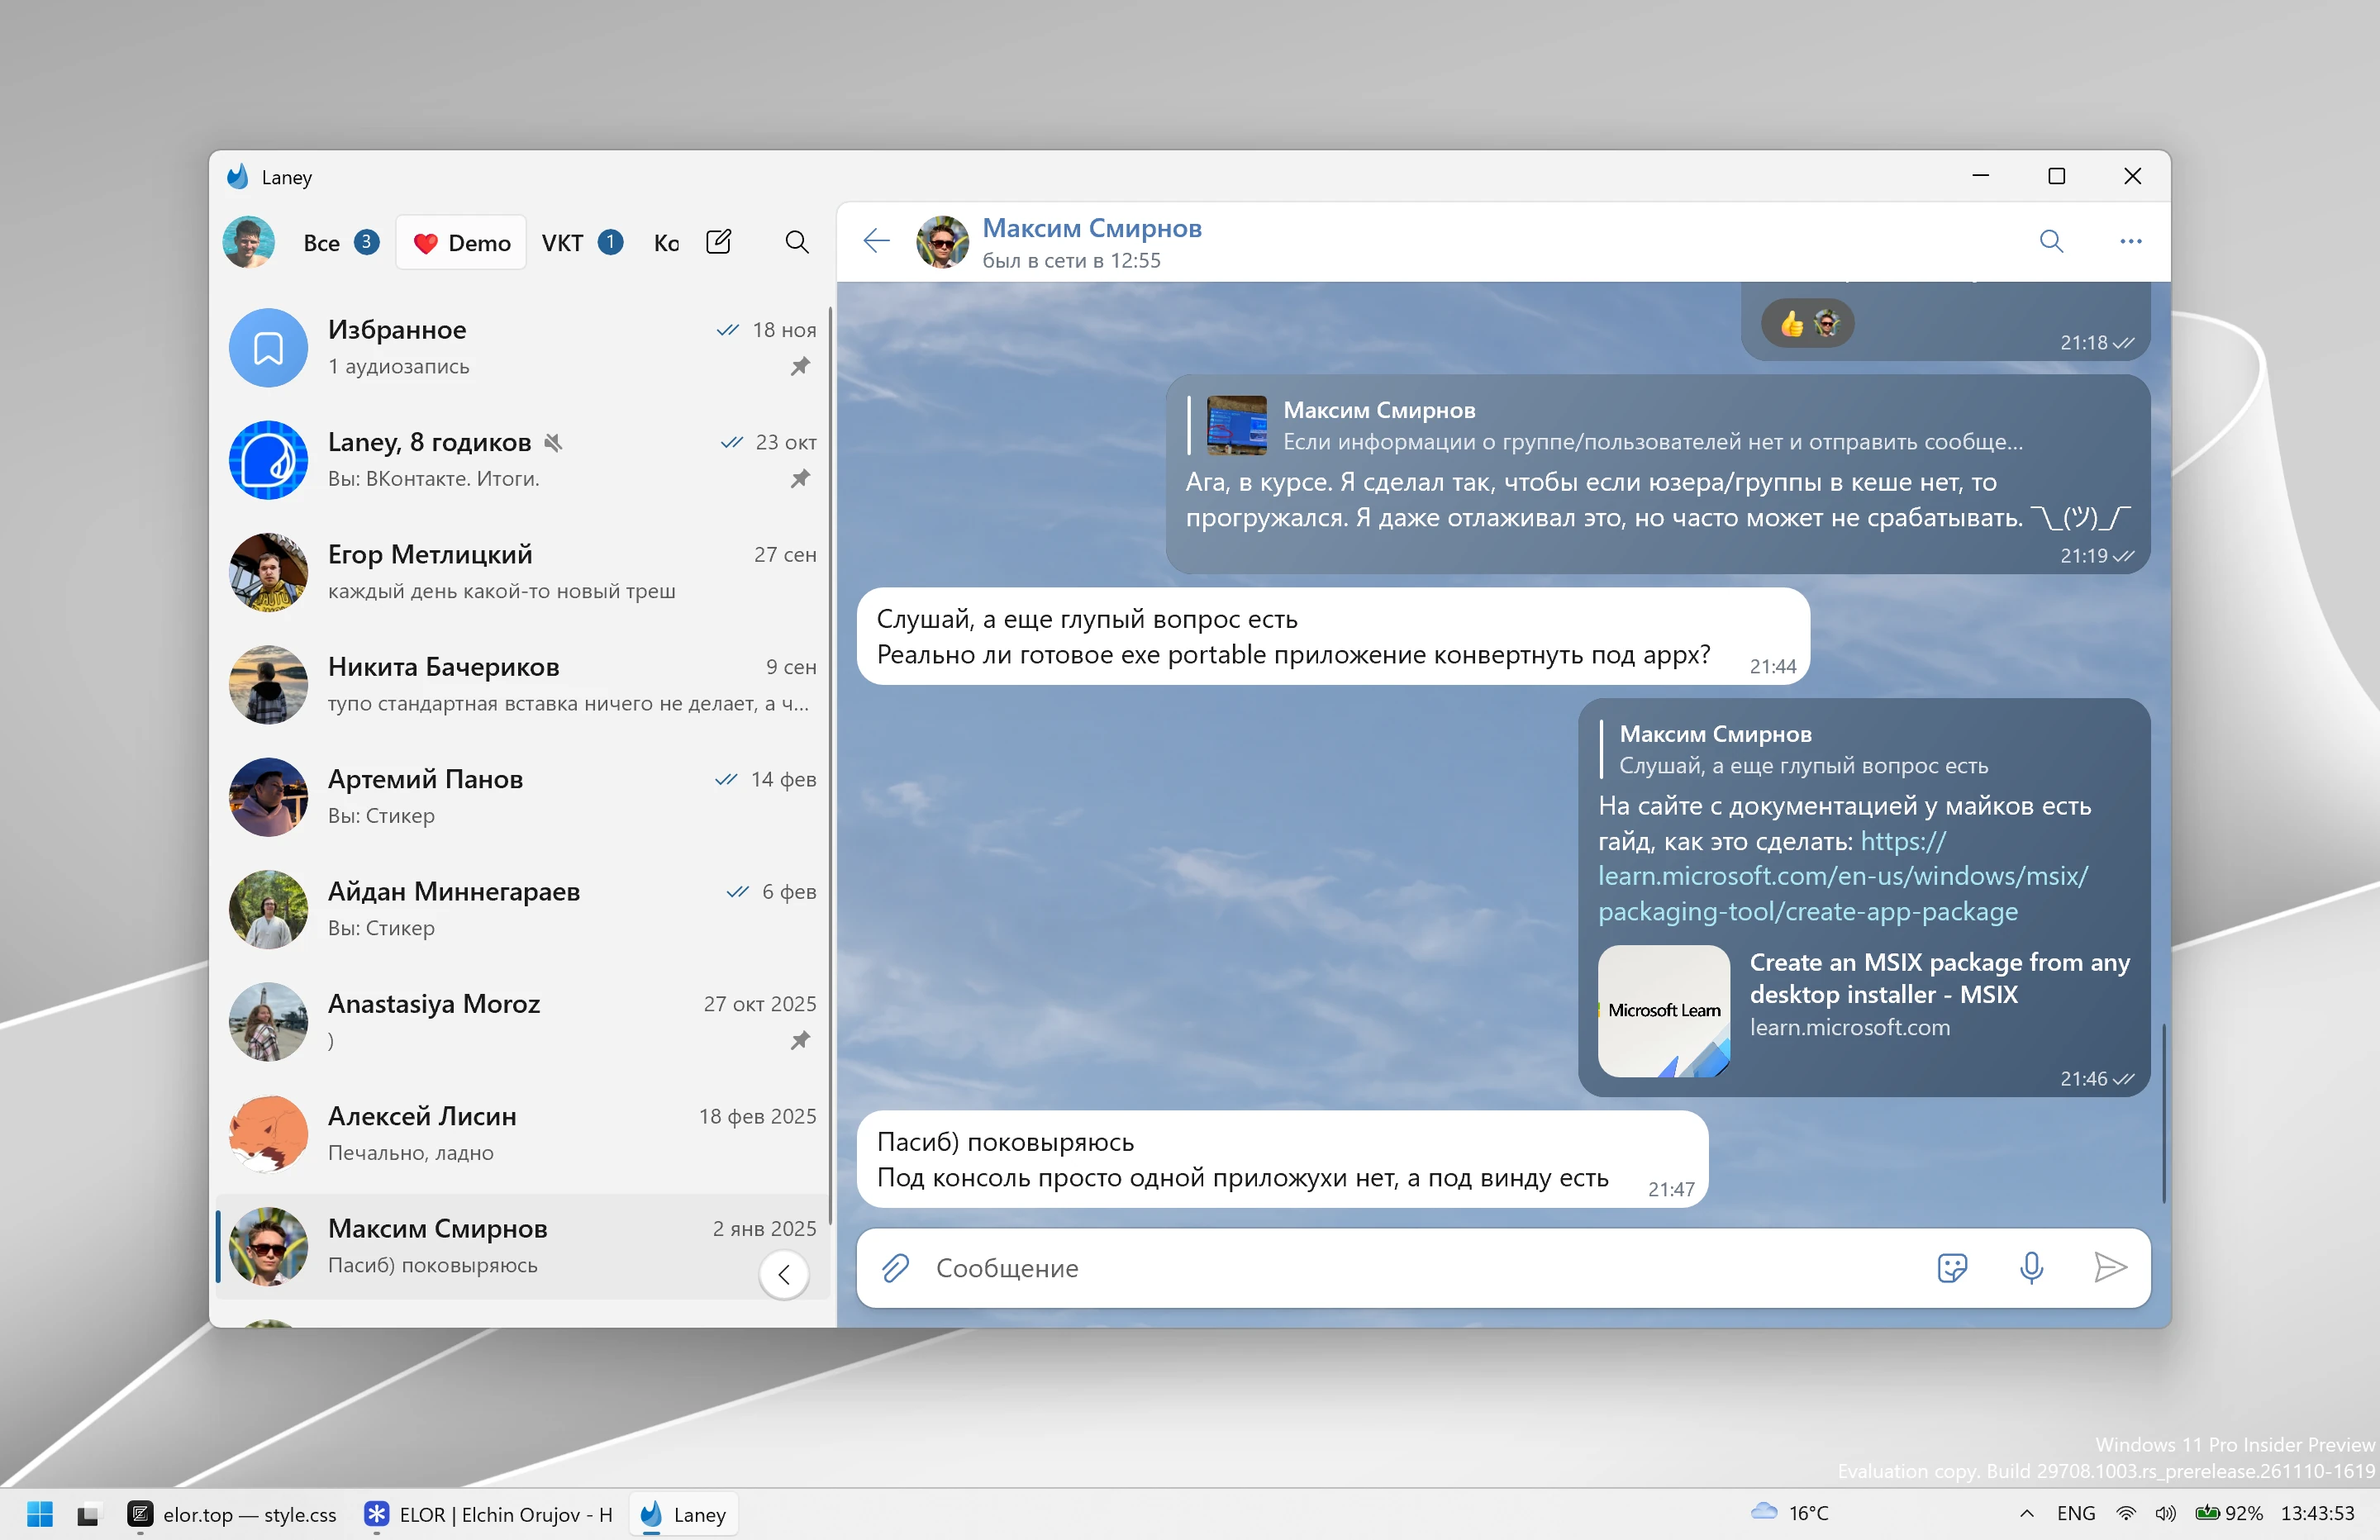 Laney
Все 3
Demo
VKT 1
Ко
Избранное
18 ноя
1 аудиозапись
Laney, 8 годиков
23 окт
Вы: ВКонтакте. Итоги.
Егор Метлицкий
27 сен
каждый день какой-то новый треш
Никита Бачериков
9 сен
тупо стандартная вставка ничего не делает, а ч...
Артемий Панов
14 фев
Вы: Стикер
Айдан Миннегараев
6 фев
Вы: Стикер
Anastasiya Moroz
27 окт 2025
)
Алексей Лисин
18 фев 2025
Печально, ладно
Максим Смирнов
2 янв 2025
Пасиб) поковыряюсь
Максим Смирнов
был в сети в 12:55
21:18
Максим Смирнов
Если информации о группе/пользователей нет и отправить сообще...
Ага, в курсе. Я сделал так, чтобы если юзера/группы в кеше нет, то
прогружался. Я даже отлаживал это, но часто может не срабатывать. ¯\_(ツ)_/¯
21:19
Слушай, а еще глупый вопрос есть
Реально ли готовое exe portable приложение конвертнуть под appx?
21:44
Максим Смирнов
Слушай, а еще глупый вопрос есть
На сайте с документацией у майков есть
гайд, как это сделать: https://
learn.microsoft.com/en-us/windows/msix/
packaging-tool/create-app-package
Microsoft Learn
Create an MSIX package from any
desktop installer - MSIX
learn.microsoft.com
21:46
Пасиб) поковыряюсь
Под консоль просто одной приложухи нет, а под винду есть
21:47
Сообщение
Windows 11 Pro Insider Preview
Evaluation copy. Build 29708.1003.rs_prerelease.261110-1619
elor.top — style.css
ELOR | Elchin Orujov - H
Laney
16°C
ENG
92%
13:43:53